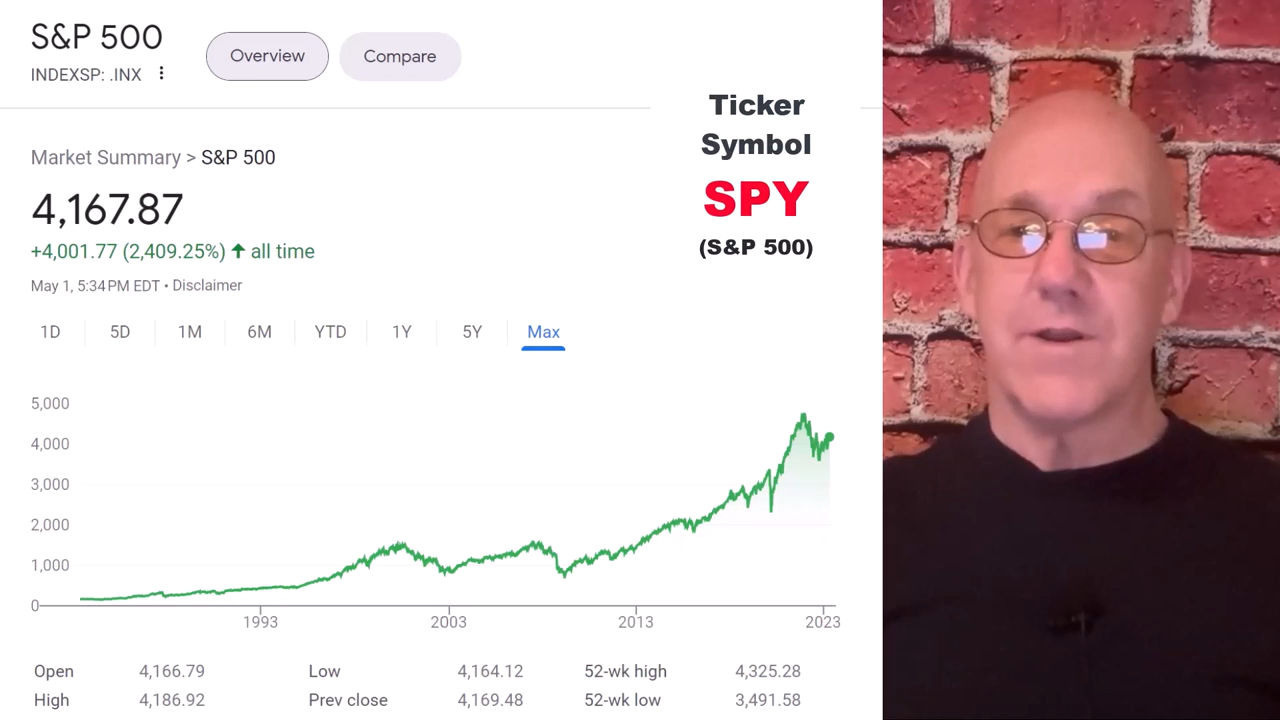 S&P 500
INDEXSP: .INX
Overview
Compare
Ticker
Symbol
SPY
(S&P 500)
Market Summary > S&P 500
4,167.87
+4,001.77 (2,409.25%) ↑ all time
May 1, 5:34 PM EDT • Disclaimer
1D 5D 1M 6M YTD 1Y 5Y Max
5,000
4,000
3,000
2,000
1,000
0
1993 2003 2013 2023
Open 4,166.79 Low 4,164.12 52-wk high 4,325.28
High 4,186.92 Prev close 4,169.48 52-wk low 3,491.58